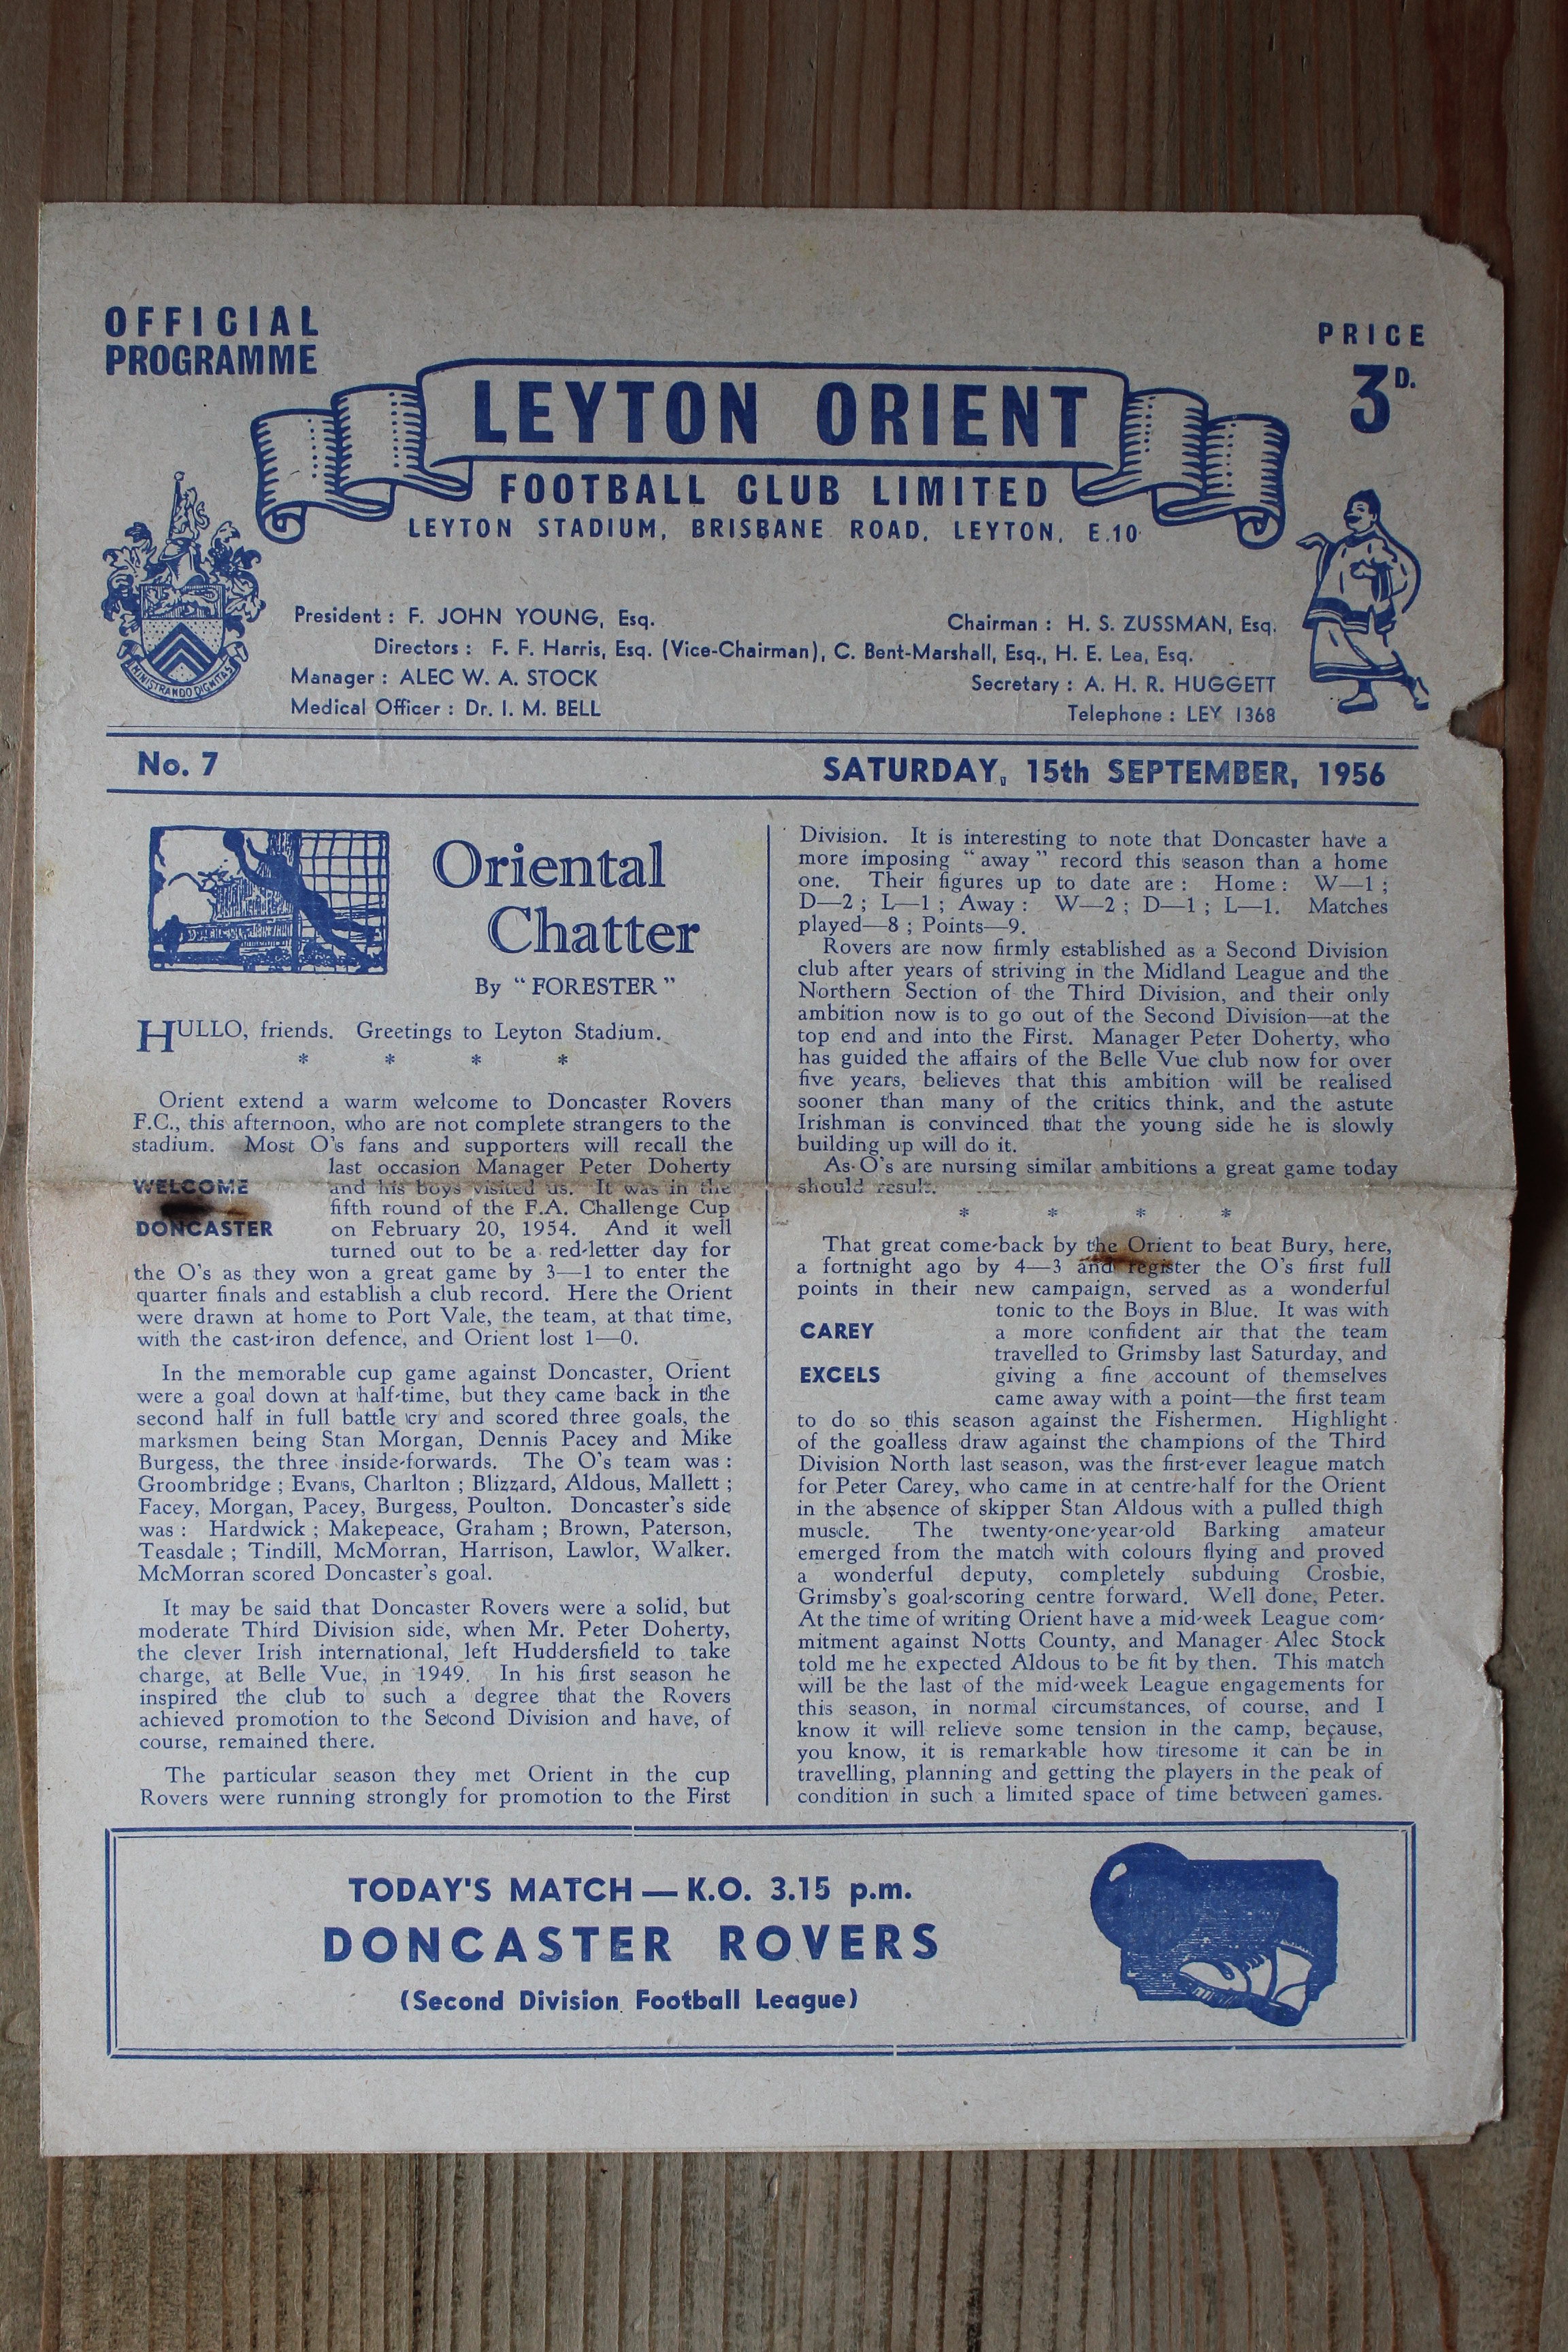 OFFICIAL
PROGRAMME
PRICE
3D.
LEYTON ORIENT
FOOTBALL CLUB LIMITED
LEYTON STADIUM, BRISBANE ROAD, LEYTON, E.10
MINISTRANDO DIGNITAS
President : F. JOHN YOUNG, Esq.
Chairman : H. S. ZUSSMAN, Esq.
Directors : F. F. Harris, Esq. (Vice-Chairman), C. Bent-Marshall, Esq., H. E. Lea, Esq.
Manager : ALEC W. A. STOCK
Secretary : A. H. R. HUGGETT
Medical Officer : Dr. I. M. BELL
Telephone : LEY 1368
No. 7
SATURDAY, 15th SEPTEMBER, 1956
Oriental
Chatter
By "FORESTER"
HULLO, friends. Greetings to Leyton Stadium.
* * * *
Orient extend a warm welcome to Doncaster Rovers
F.C., this afternoon, who are not complete strangers to the
stadium. Most O's fans and supporters will recall the
last occasion Manager Peter Doherty
WELCOME and his boys visited us. It was in the
fifth round of the F.A. Challenge Cup
DONCASTER on February 20, 1954. And it well
turned out to be a red-letter day for
the O's as they won a great game by 3—1 to enter the
quarter finals and establish a club record. Here the Orient
were drawn at home to Port Vale, the team, at that time,
with the cast-iron defence, and Orient lost 1—0.
In the memorable cup game against Doncaster, Orient
were a goal down at half-time, but they came back in the
second half in full battle cry and scored three goals, the
marksmen being Stan Morgan, Dennis Pacey and Mike
Burgess, the three inside-forwards. The O's team was :
Groombridge ; Evans, Charlton ; Blizzard, Aldous, Mallett ;
Facey, Morgan, Pacey, Burgess, Poulton. Doncaster's side
was : Hardwick ; Makepeace, Graham ; Brown, Paterson,
Teasdale ; Tindill, McMorran, Harrison, Lawlor, Walker.
McMorran scored Doncaster's goal.
It may be said that Doncaster Rovers were a solid, but
moderate Third Division side, when Mr. Peter Doherty,
the clever Irish international, left Huddersfield to take
charge, at Belle Vue, in 1949. In his first season he
inspired the club to such a degree that the Rovers
achieved promotion to the Second Division and have, of
course, remained there.
The particular season they met Orient in the cup
Rovers were running strongly for promotion to the First
Division. It is interesting to note that Doncaster have a
more imposing "away" record this season than a home
one. Their figures up to date are : Home : W—1 ;
D—2 ; L—1 ; Away : W—2 ; D—1 ; L—1. Matches
played—8 ; Points—9.
Rovers are now firmly established as a Second Division
club after years of striving in the Midland League and the
Northern Section of the Third Division, and their only
ambition now is to go out of the Second Division—at the
top end and into the First. Manager Peter Doherty, who
has guided the affairs of the Belle Vue club now for over
five years, believes that this ambition will be realised
sooner than many of the critics think, and the astute
Irishman is convinced that the young side he is slowly
building up will do it.
As O's are nursing similar ambitions a great game today
should result.
* * * *
That great come-back by the Orient to beat Bury, here,
a fortnight ago by 4—3 and register the O's first full
points in their new campaign, served as a wonderful
tonic to the Boys in Blue. It was with
CAREY a more confident air that the team
travelled to Grimsby last Saturday, and
EXCELS giving a fine account of themselves
came away with a point—the first team
to do so this season against the Fishermen. Highlight
of the goalless draw against the champions of the Third
Division North last season, was the first-ever league match
for Peter Carey, who came in at centre-half for the Orient
in the absence of skipper Stan Aldous with a pulled thigh
muscle. The twenty-one-year-old Barking amateur
emerged from the match with colours flying and proved
a wonderful deputy, completely subduing Crosbie,
Grimsby's goal-scoring centre forward. Well done, Peter.
At the time of writing Orient have a mid-week League com-
mitment against Notts County, and Manager Alec Stock
told me he expected Aldous to be fit by then. This match
will be the last of the mid-week League engagements for
this season, in normal circumstances, of course, and I
know it will relieve some tension in the camp, because,
you know, it is remarkable how tiresome it can be in
travelling, planning and getting the players in the peak of
condition in such a limited space of time between games.
TODAY'S MATCH — K.O. 3.15 p.m.
DONCASTER ROVERS
(Second Division Football League)